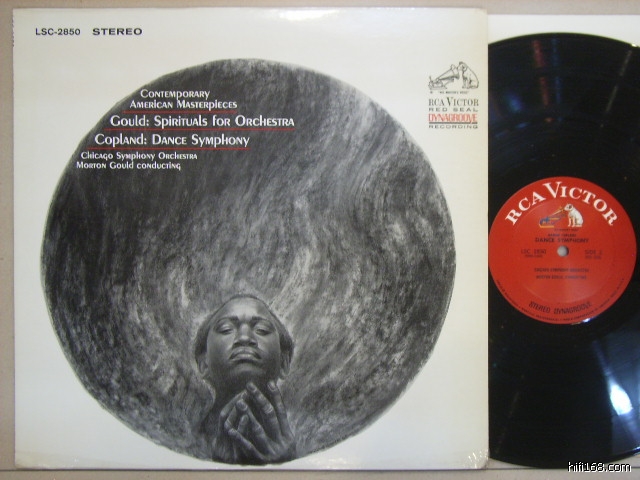 LSC-2850 STEREO
Contemporary
American Masterpieces
Gould: Spirituals for Orchestra
Copland: Dance Symphony
Chicago Symphony Orchestra
Morton Gould conducting
RCA VICTOR
RED SEAL
DYNAGROOVE
RECORDING
RCA VICTOR
DANCE SYMPHONY
STEREO DYNAGROOVE
hifi168.com